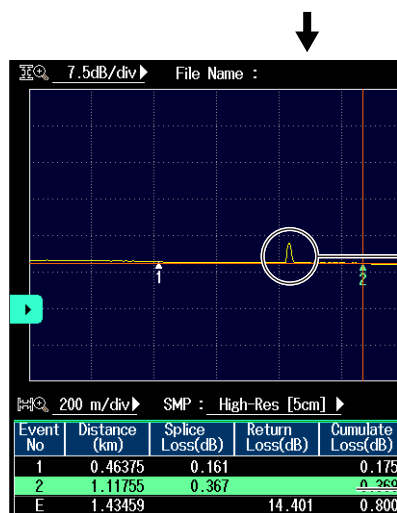 7.5dB/div File Name :
1
2
200 m/div SMP : High-Res [5cm]
Event No Distance (km) Splice Loss(dB) Return Loss(dB) Cumulate Loss(dB)
1 0.46375 0.161 0.175
2 1.11755 0.367 0.369
E 1.43459 14.401 0.800